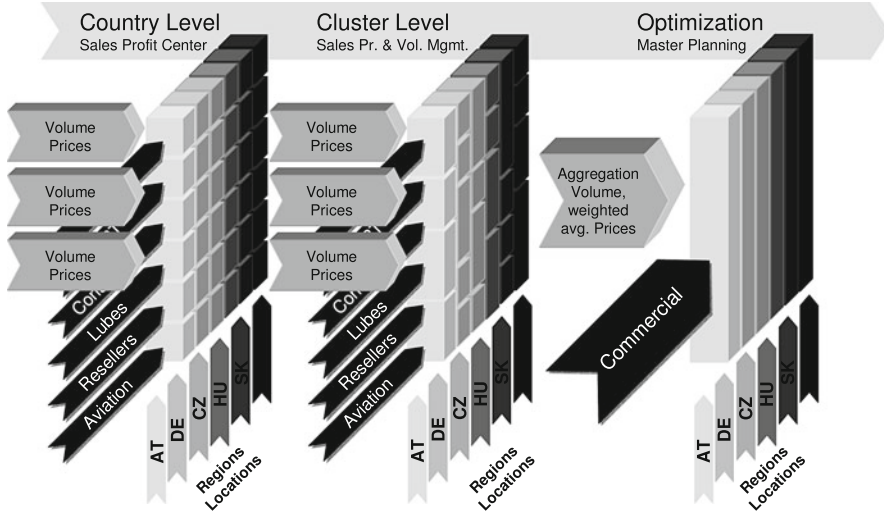 Country Level
Sales Profit Center
Cluster Level
Sales Pr. & Vol. Mgmt.
Optimization
Master Planning
Volume
Prices
Volume
Prices
Volume
Prices
Lubes
Resellers
Aviation
AT
DE
CZ
HU
SK
Regions
Locations
Volume
Prices
Volume
Prices
Volume
Prices
Lubes
Resellers
Aviation
AT
DE
CZ
HU
SK
Regions
Locations
Aggregation
Volume,
weighted
avg. Prices
Commercial
AT
DE
CZ
HU
SK
Regions
Locations